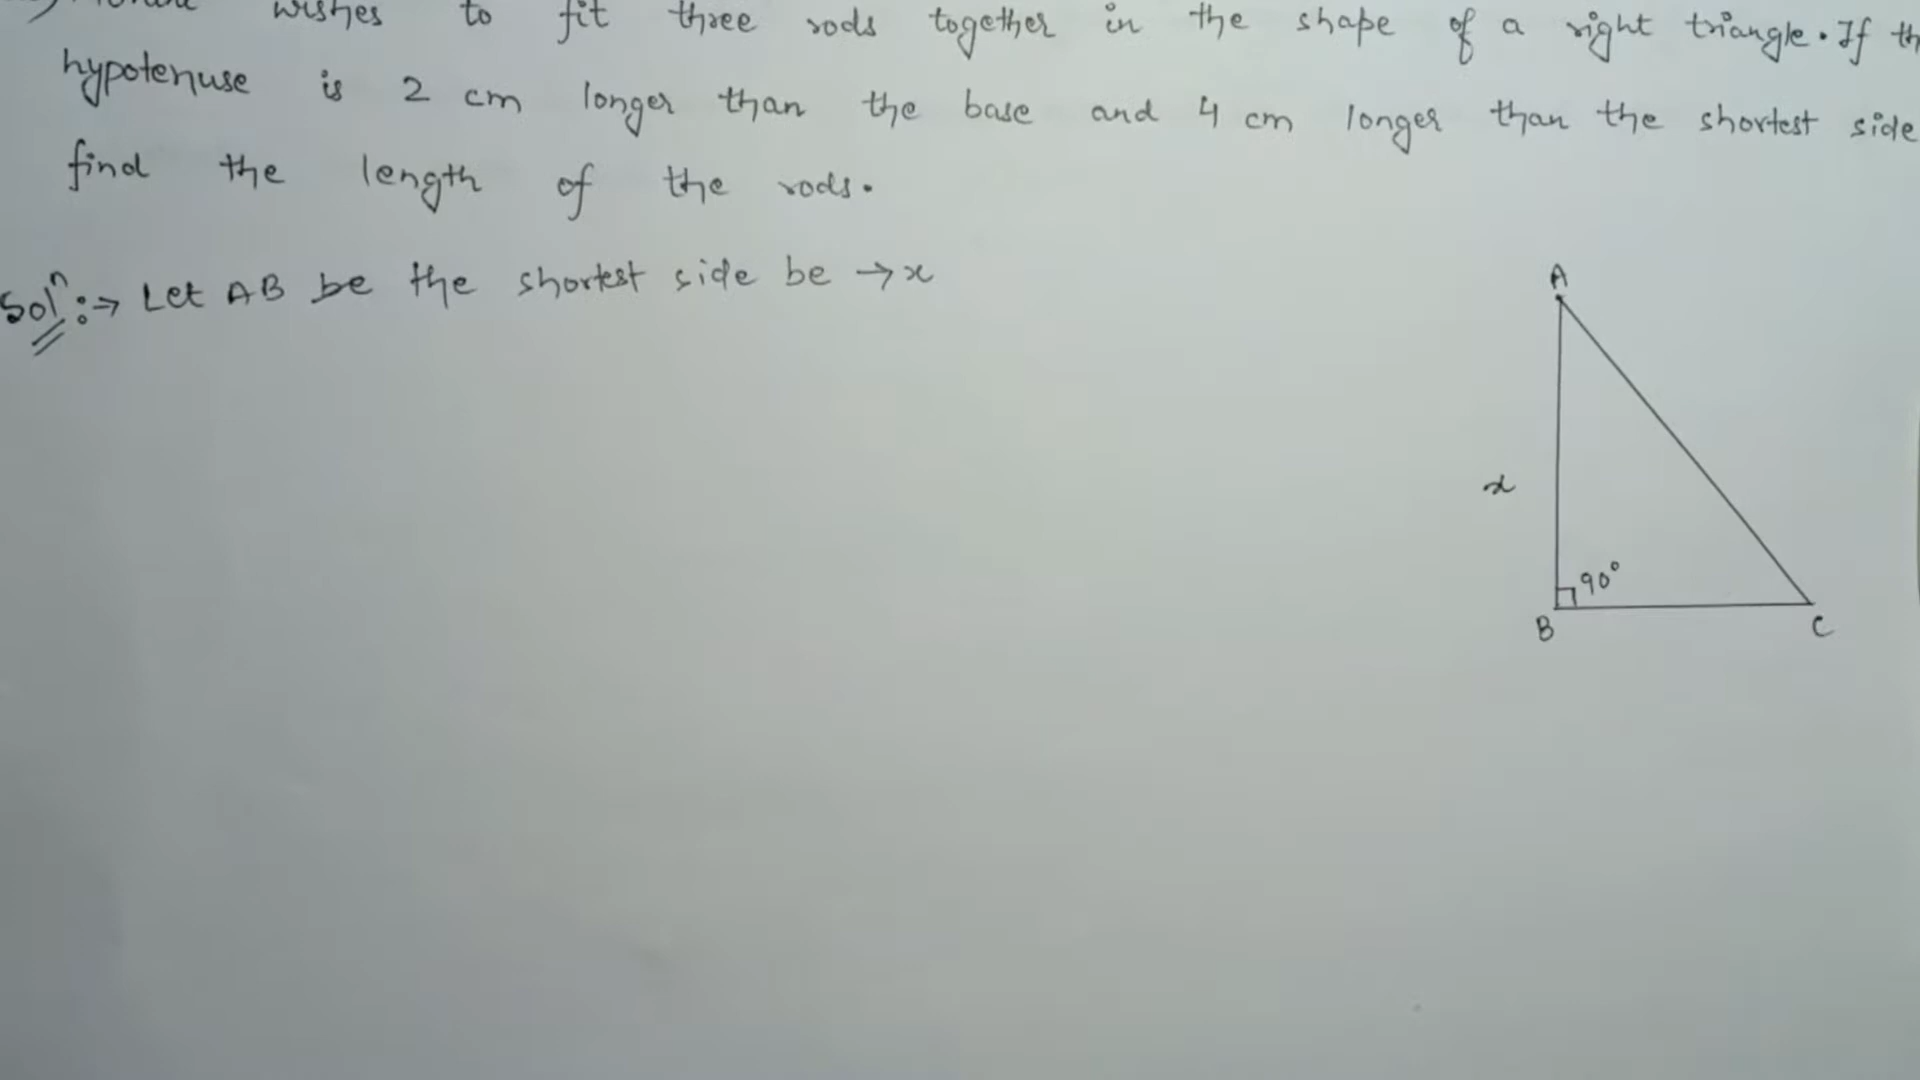 wishes to fit three rods together in the shape of a right triangle. If
hypotenuse is 2 cm longer than the base and 4 cm longer than the shortest side
find the length of the rods.
Solⁿ :→ Let AB be the shortest side be → x
A
x
90°
B C